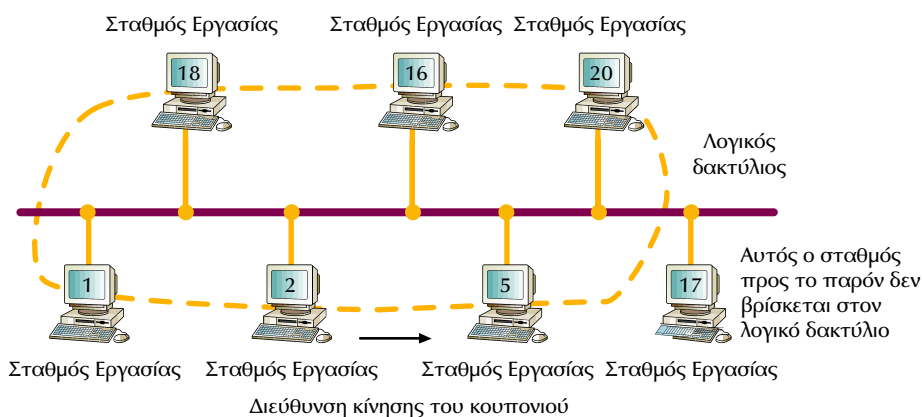 Σταθμός Εργασίας Σταθμός Εργασίας Σταθμός Εργασίας
18 16 20
Λογικός
δακτύλιος
1 2 5 17
Αυτός ο σταθμός
προς το παρόν δεν
βρίσκεται στον
λογικό δακτύλιο
Σταθμός Εργασίας Σταθμός Εργασίας Σταθμός Εργασίας Σταθμός Εργασίας
Διεύθυνση κίνησης του κουπονιού